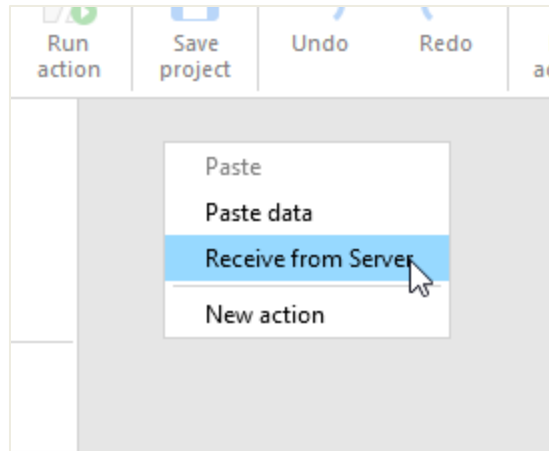 Run
action
Save
project
Undo
Redo
Paste
Paste data
Receive from Server
New action